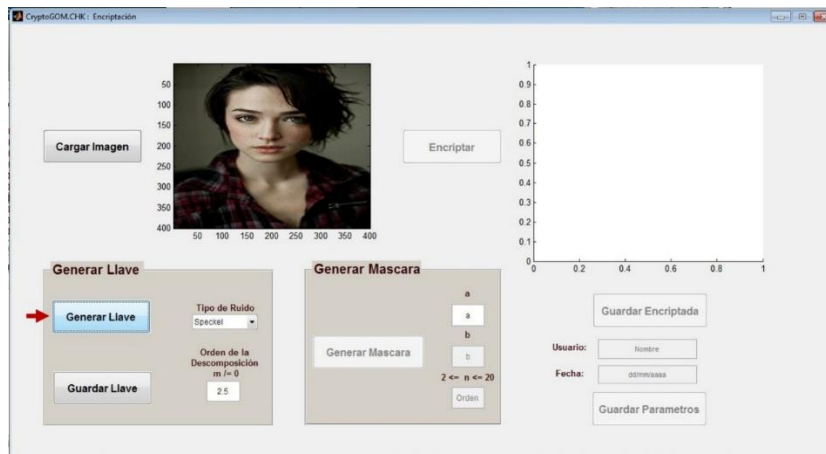 CryptoGOM.CHK : Encriptación
Cargar Imagen
50
100
150
200
250
300
350
400
50 100 150 200 250 300 350 400
Encriptar
1
0.9
0.8
0.7
0.6
0.5
0.4
0.3
0.2
0.1
0
0 0.2 0.4 0.6 0.8 1
Generar Llave
Generar Llave
Tipo de Ruido
Speckel
Orden de la
Descomposición
m /= 0
2.5
Guardar Llave
Generar Mascara
Generar Mascara
a
a
b
b
2 <= n <= 20
Orden
Guardar Encriptada
Usuario: Nombre
Fecha: dd/mm/aaaa
Guardar Parametros